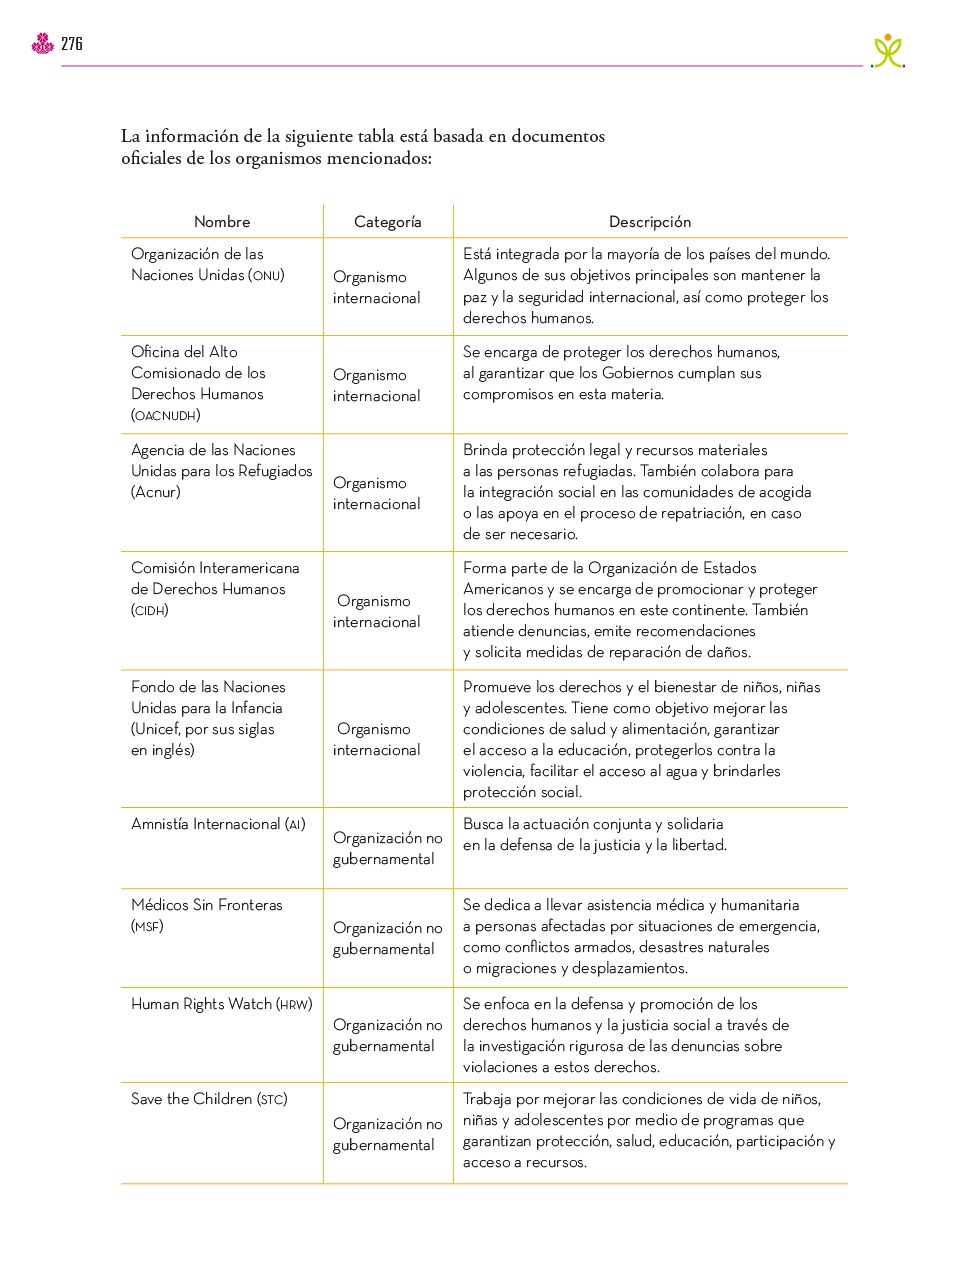 276
La información de la siguiente tabla está basada en documentos
oficiales de los organismos mencionados:
Nombre
Categoría
Descripción
Organización de las
Naciones Unidas (ONU)
Organismo
internacional
Está integrada por la mayoría de los países del mundo.
Algunos de sus objetivos principales son mantener la
paz y la seguridad internacional, así como proteger los
derechos humanos.
Oficina del Alto
Comisionado de los
Derechos Humanos
(OACNUDH)
Organismo
internacional
Se encarga de proteger los derechos humanos,
al garantizar que los Gobiernos cumplan sus
compromisos en esta materia.
Agencia de las Naciones
Unidas para los Refugiados
(Acnur)
Organismo
internacional
Brinda protección legal y recursos materiales
a las personas refugiadas. También colabora para
la integración social en las comunidades de acogida
o las apoya en el proceso de repatriación, en caso
de ser necesario.
Comisión Interamericana
de Derechos Humanos
(CIDH)
Organismo
internacional
Forma parte de la Organización de Estados
Americanos y se encarga de promocionar y proteger
los derechos humanos en este continente. También
atiende denuncias, emite recomendaciones
y solicita medidas de reparación de daños.
Fondo de las Naciones
Unidas para la Infancia
(Unicef, por sus siglas
en inglés)
Organismo
internacional
Promueve los derechos y el bienestar de niños, niñas
y adolescentes. Tiene como objetivo mejorar las
condiciones de salud y alimentación, garantizar
el acceso a la educación, protegerlos contra la
violencia, facilitar el acceso al agua y brindarles
protección social.
Amnistía Internacional (AI)
Organización no
gubernamental
Busca la actuación conjunta y solidaria
en la defensa de la justicia y la libertad.
Médicos Sin Fronteras
(MSF)
Organización no
gubernamental
Se dedica a llevar asistencia médica y humanitaria
a personas afectadas por situaciones de emergencia,
como conflictos armados, desastres naturales
o migraciones y desplazamientos.
Human Rights Watch (HRW)
Organización no
gubernamental
Se enfoca en la defensa y promoción de los
derechos humanos y la justicia social a través de
la investigación rigurosa de las denuncias sobre
violaciones a estos derechos.
Save the Children (STC)
Organización no
gubernamental
Trabaja por mejorar las condiciones de vida de niños,
niñas y adolescentes por medio de programas que
garantizan protección, salud, educación, participación y
acceso a recursos.